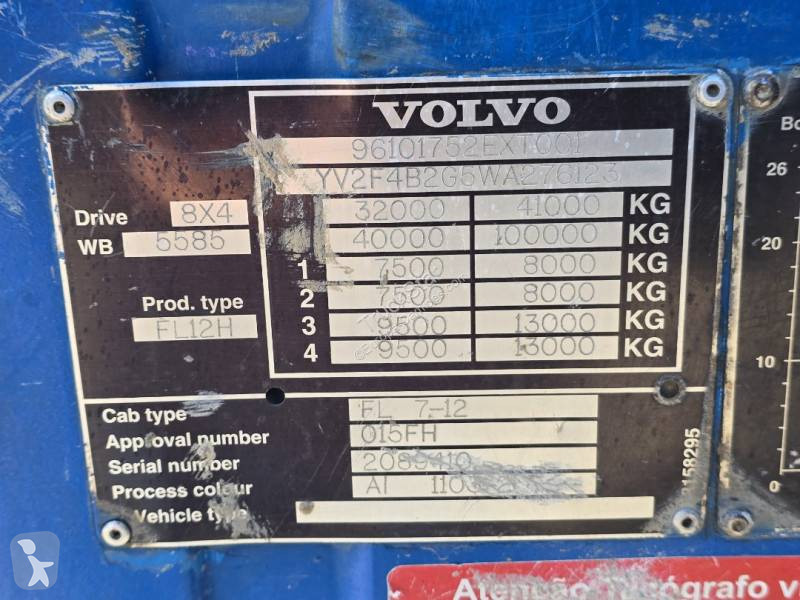 VOLVO
96101752EXT001
YV2F4B2G5WA276123
Drive 8X4 32000 41000 KG
WB 5585 40000 100000 KG
1 7500 8000 KG
2 7500 8000 KG
Prod. type
FL12H
3 9500 13000 KG
4 9500 13000 KG
Cab type FL 7-12
Approval number 015FH
Serial number
Process colour
Vehicle type
26
20
10
0
Atenção